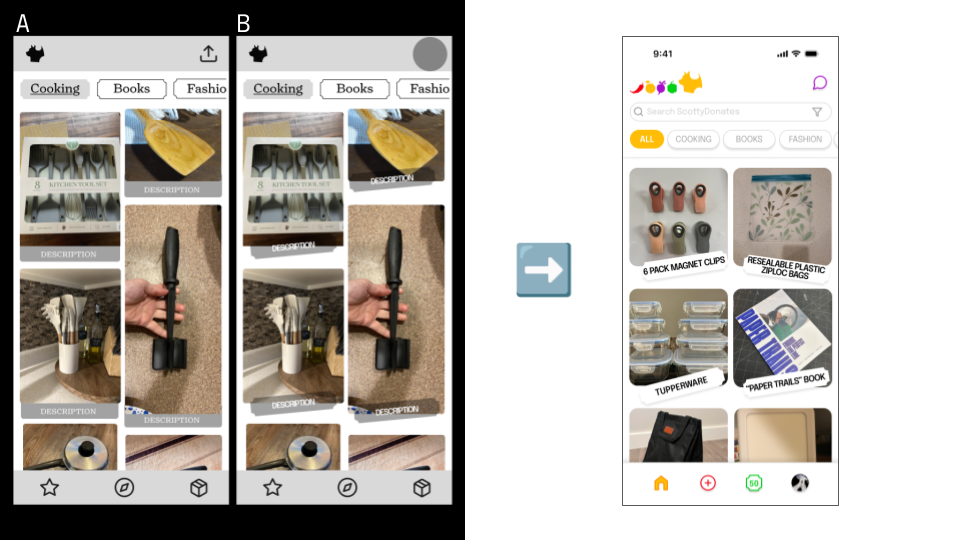 A
B
Cooking
Books
Fashio
8
KITCHEN TOOL SET
DESCRIPTION
DESCRIPTION
DESCRIPTION
DESCRIPTION
Cooking
Books
Fashio
8
KITCHEN TOOL SET
DESCRIPTION
DESCRIPTION
DESCRIPTION
DESCRIPTION
9:41
Search ScottyDonates
ALL
COOKING
BOOKS
FASHION
6 PACK MAGNET CLIPS
RESEALABLE PLASTIC
ZIPLOC BAGS
TUPPERWARE
"PAPER TRAILS" BOOK
50